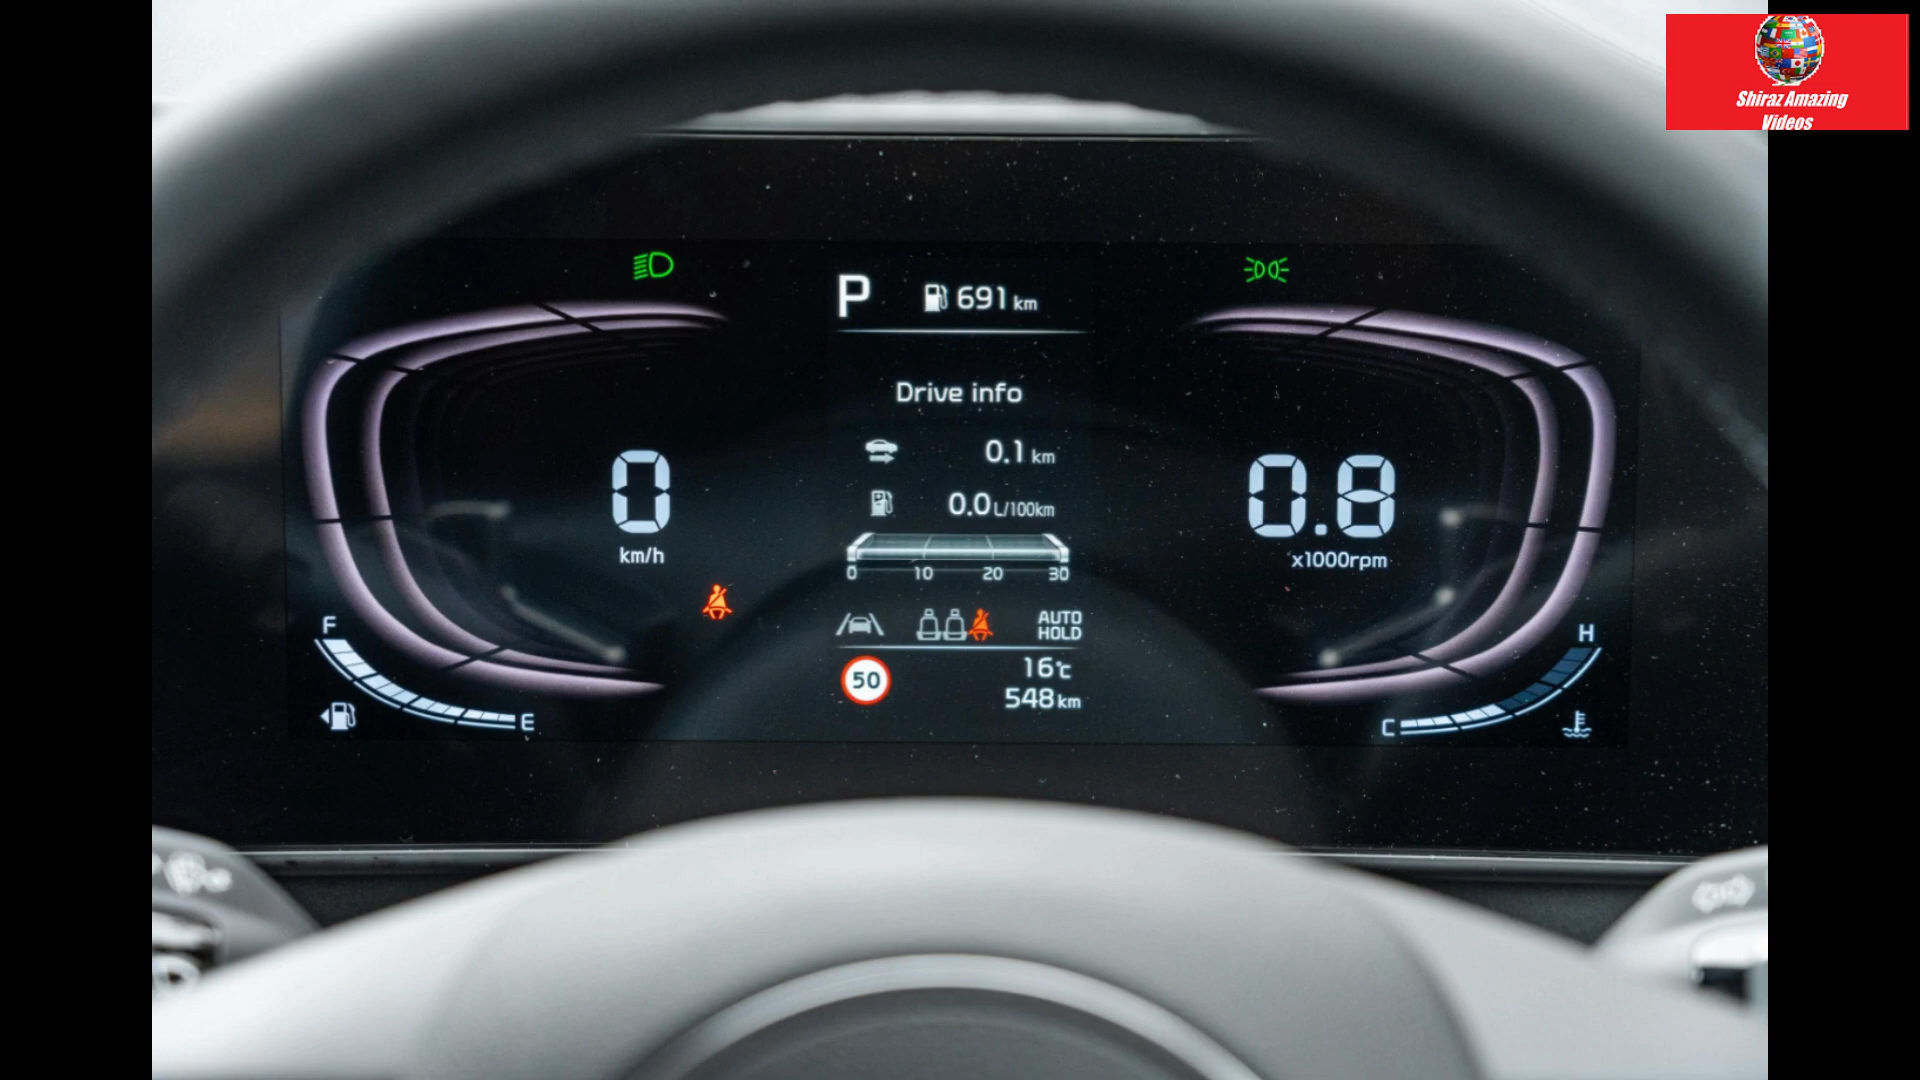 Shiraz Amazing
Videos
P 691 km
Drive info
0.1 km
0.0 L/100km
0 10 20 30
0
km/h
0.8
x1000rpm
AUTO
HOLD
50
16°C
548 km
F
E
H
C